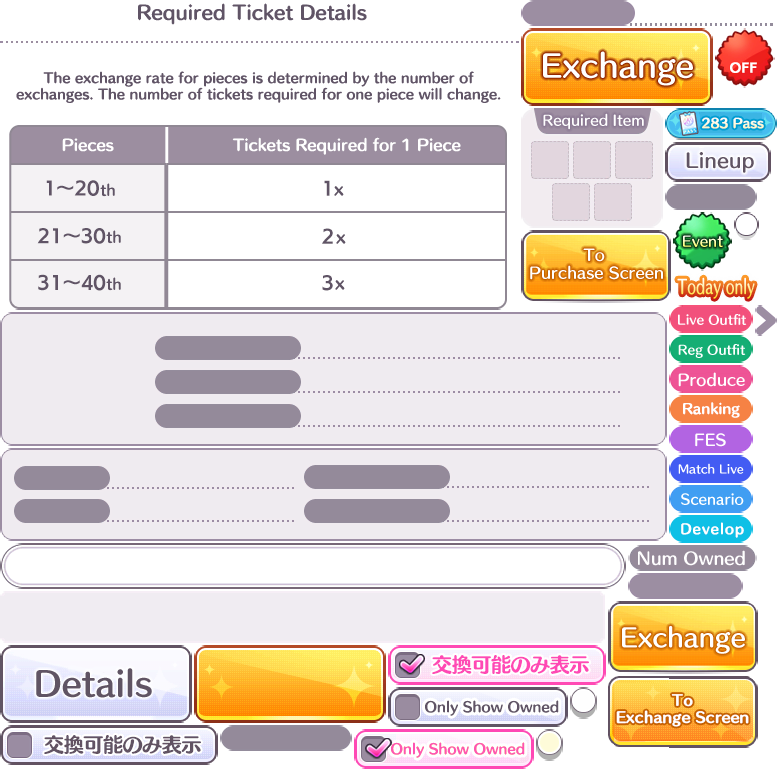 Required Ticket Details
The exchange rate for pieces is determined by the number of
exchanges. The number of tickets required for one piece will change.
Pieces
Tickets Required for 1 Piece
1～20th
1x
21～30th
2x
31～40th
3x
Exchange
OFF
Required Item
283 Pass
Lineup
Event
To
Purchase Screen
Today only
Live Outfit
Reg Outfit
Produce
Ranking
FES
Match Live
Scenario
Develop
Num Owned
Exchange
Details
交換可能のみ表示
Only Show Owned
To
Exchange Screen
交換可能のみ表示
Only Show Owned